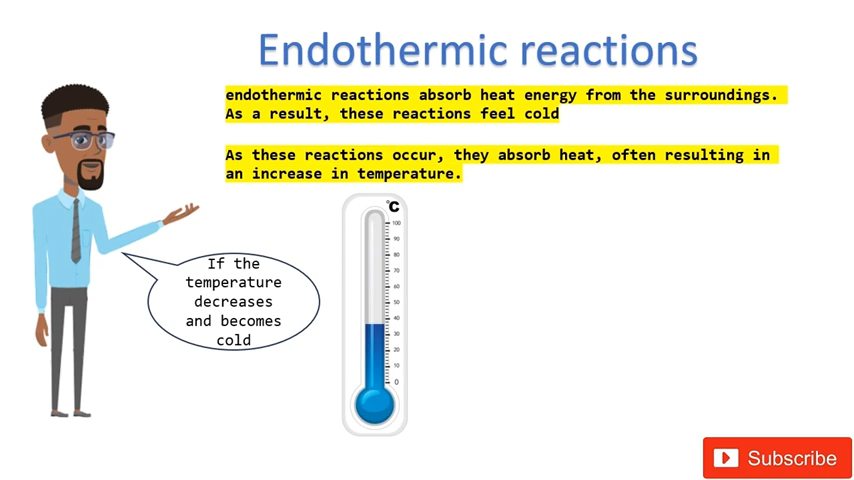 Endothermic reactions
endothermic reactions absorb heat energy from the surroundings.
As a result, these reactions feel cold
As these reactions occur, they absorb heat, often resulting in
an increase in temperature.
If the
temperature
decreases
and becomes
cold
°C
100
90
80
70
60
50
40
30
20
10
0
Subscribe